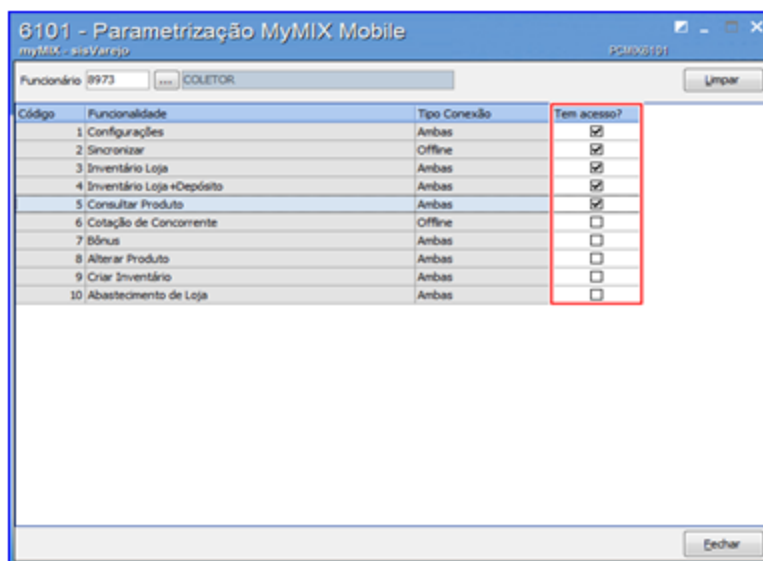 6101 - Parametrização MyMIX Mobile
myMIX - sisVarejo PCMIX6101
Funcionário 8973 ... COLETOR Limpar
Código Funcionalidade Tipo Conexão Tem acesso?
1 Configurações Ambas
2 Sincronizar Offline
3 Inventário Loja Ambas
4 Inventário Loja +Depósito Ambas
5 Consultar Produto Ambas
6 Cotação de Concorrente Offline
7 Bônus Ambas
8 Alterar Produto Ambas
9 Criar Inventário Ambas
10 Abastecimento de Loja Ambas
Fechar